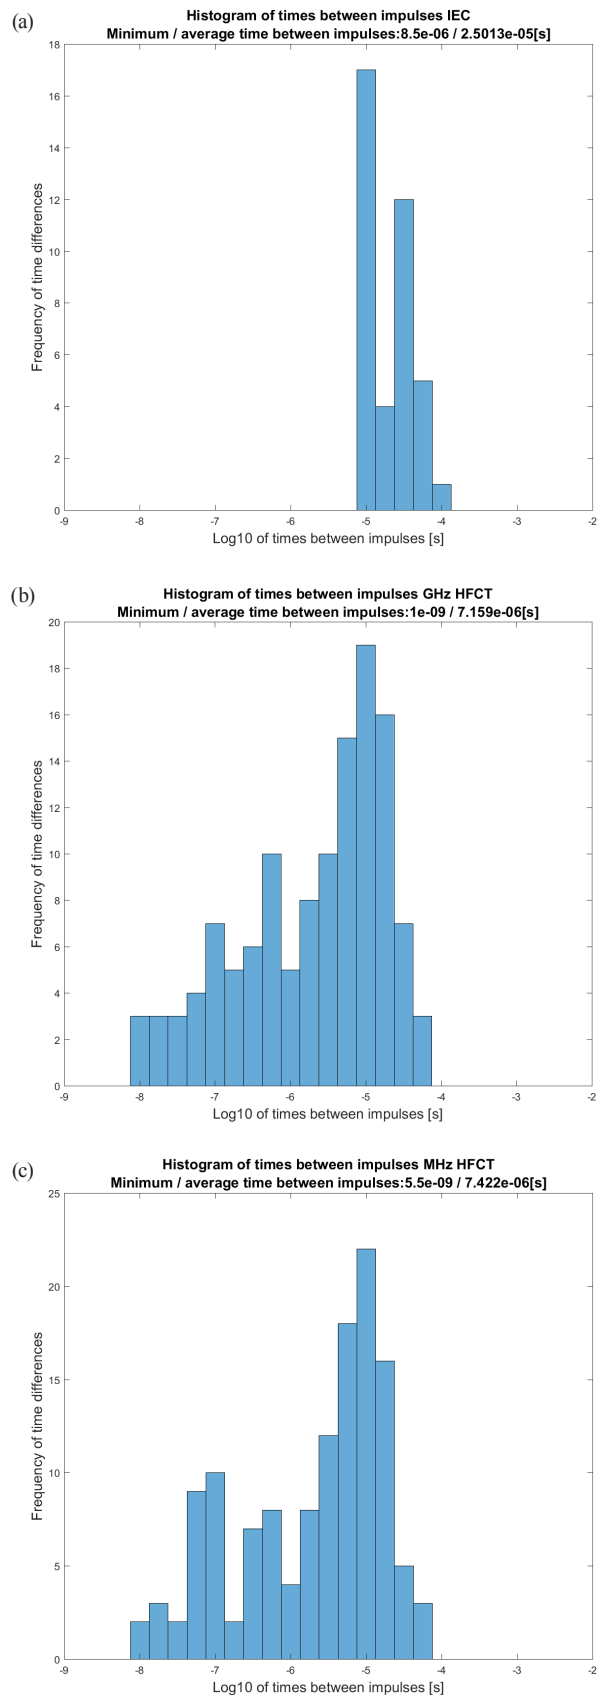 (a)
Histogram of times between impulses IEC
Minimum / average time between impulses:8.5e-06 / 2.5013e-05[s]
18
16
14
12
10
8
6
4
2
0
Frequency of time differences
-9 -8 -7 -6 -5 -4 -3 -2
Log10 of times between impulses [s]
(b)
Histogram of times between impulses GHz HFCT
Minimum / average time between impulses:1e-09 / 7.159e-06[s]
20
18
16
14
12
10
8
6
4
2
0
Frequency of time differences
-9 -8 -7 -6 -5 -4 -3 -2
Log10 of times between impulses [s]
(c)
Histogram of times between impulses MHz HFCT
Minimum / average time between impulses:5.5e-09 / 7.422e-06[s]
25
20
15
10
5
0
Frequency of time differences
-9 -8 -7 -6 -5 -4 -3 -2
Log10 of times between impulses [s]